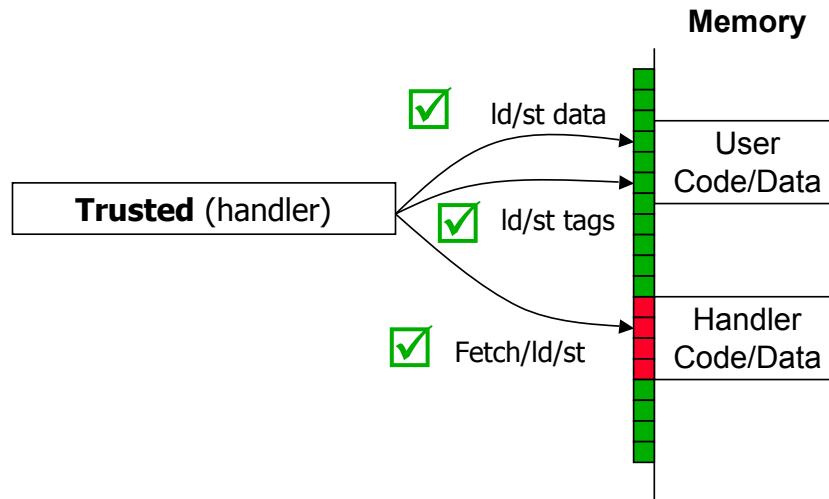 Memory
ld/st data
User
Code/Data
Trusted (handler)
ld/st tags
Handler
Code/Data
Fetch/ld/st